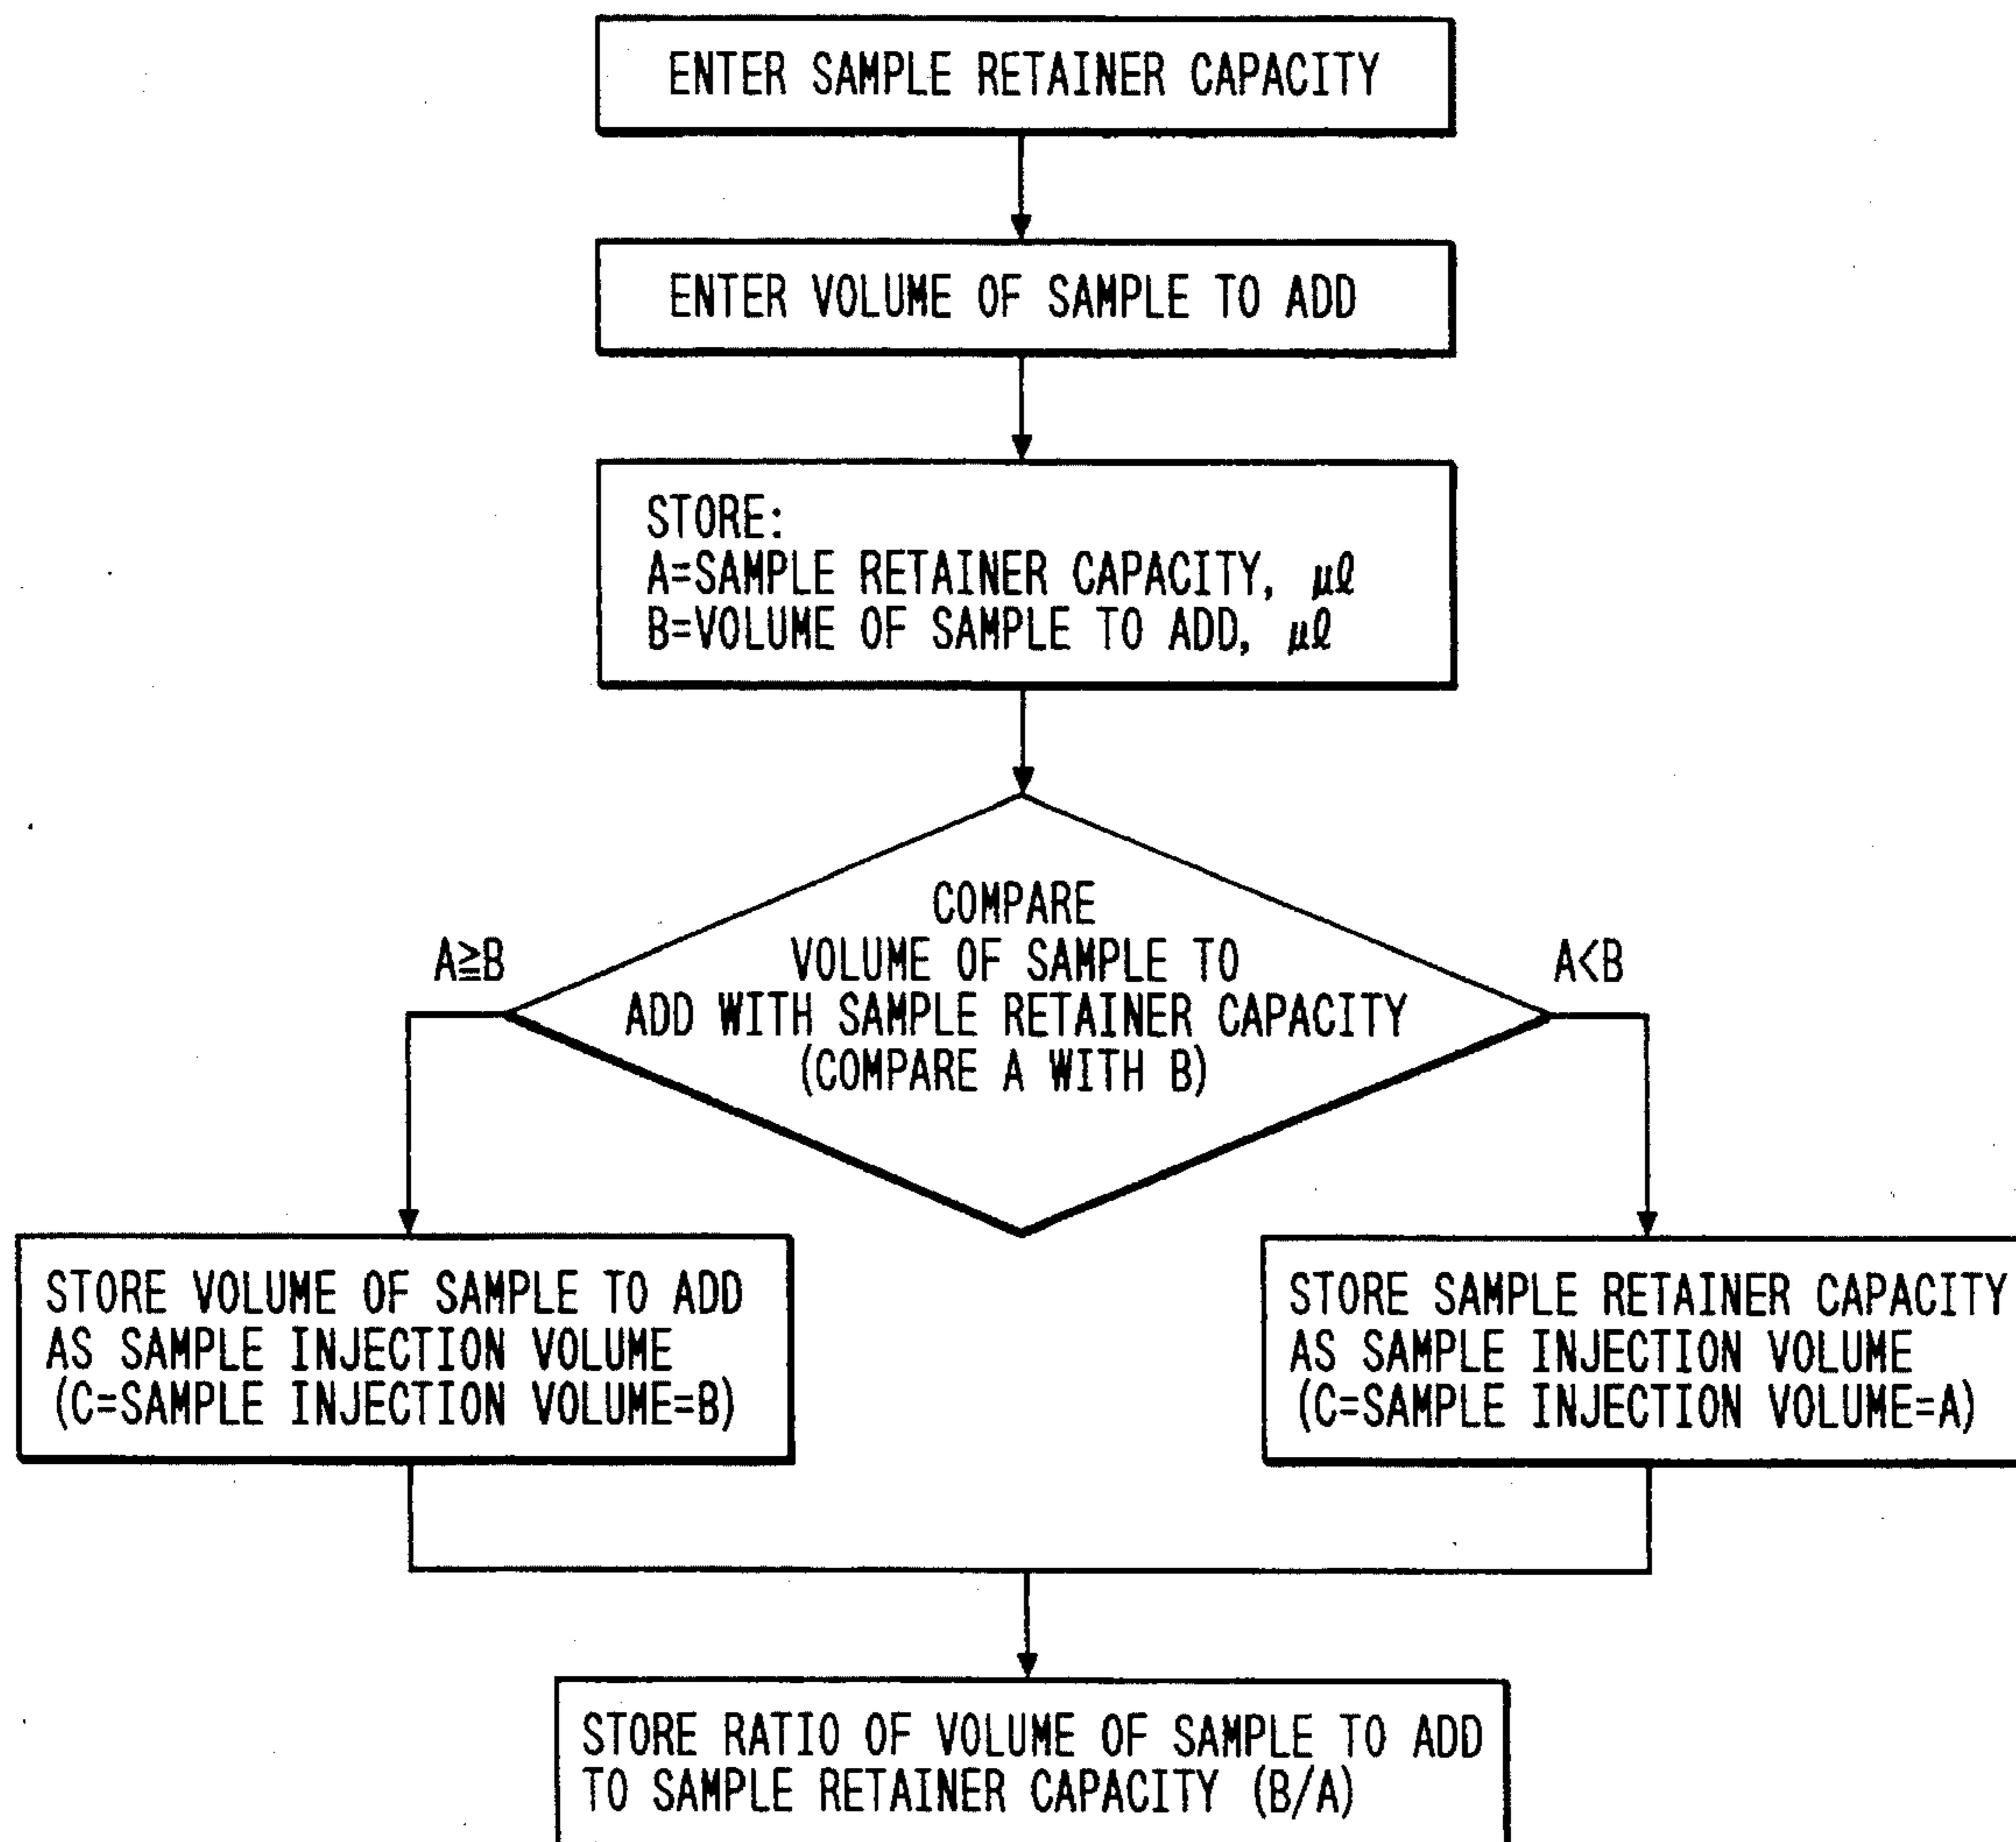 ENTER SAMPLE RETAINER CAPACITY
ENTER VOLUME OF SAMPLE TO ADD
STORE:
A=SAMPLE RETAINER CAPACITY, μℓ
B=VOLUME OF SAMPLE TO ADD, μℓ
COMPARE
VOLUME OF SAMPLE TO
ADD WITH SAMPLE RETAINER CAPACITY
(COMPARE A WITH B)
A≧B
A<B
STORE VOLUME OF SAMPLE TO ADD
AS SAMPLE INJECTION VOLUME
(C=SAMPLE INJECTION VOLUME=B)
STORE SAMPLE RETAINER CAPACITY
AS SAMPLE INJECTION VOLUME
(C=SAMPLE INJECTION VOLUME=A)
STORE RATIO OF VOLUME OF SAMPLE TO ADD
TO SAMPLE RETAINER CAPACITY (B/A)